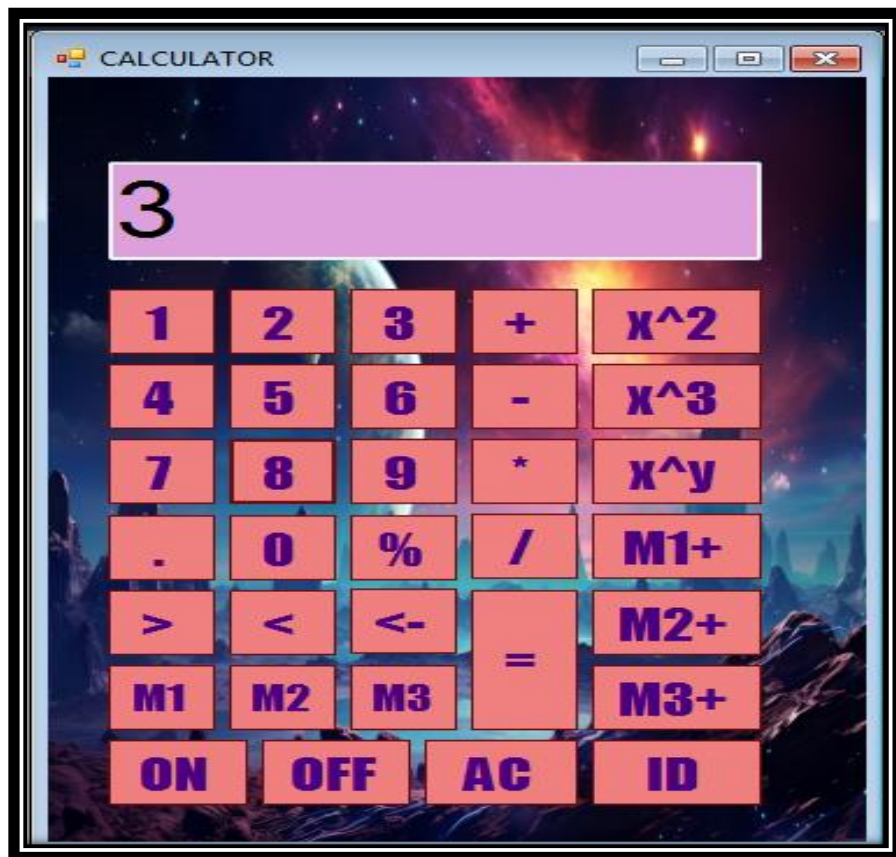 CALCULATOR
3
1 2 3 + x^2
4 5 6 - x^3
7 8 9 * x^y
. 0 % / M1+
> < <- = M2+
M1 M2 M3 M3+
ON OFF AC ID